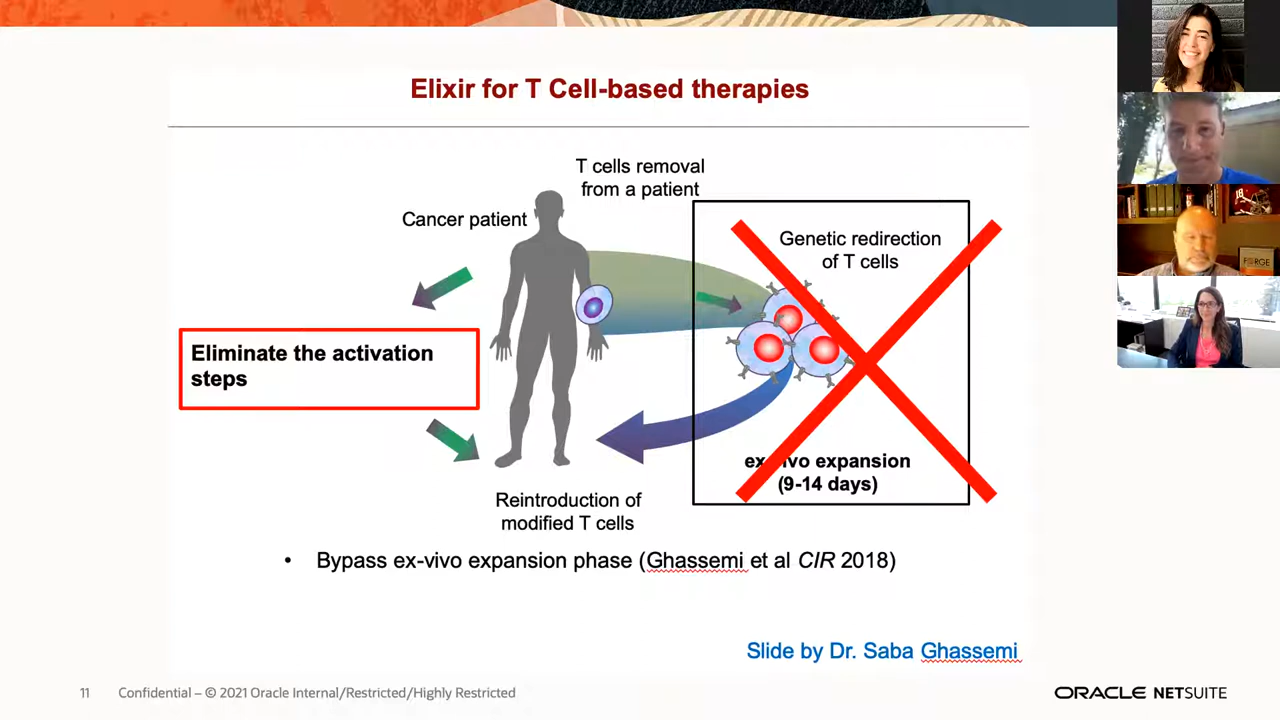 Elixir for T Cell-based therapies
T cells removal
from a patient
Cancer patient
Genetic redirection
of T cells
Eliminate the activation
steps
ex-vivo expansion
(9-14 days)
Reintroduction of
modified T cells
• Bypass ex-vivo expansion phase (Ghassemi et al CIR 2018)
Slide by Dr. Saba Ghassemi
11 Confidential – © 2021 Oracle Internal/Restricted/Highly Restricted
ORACLE NETSUITE
FORGE